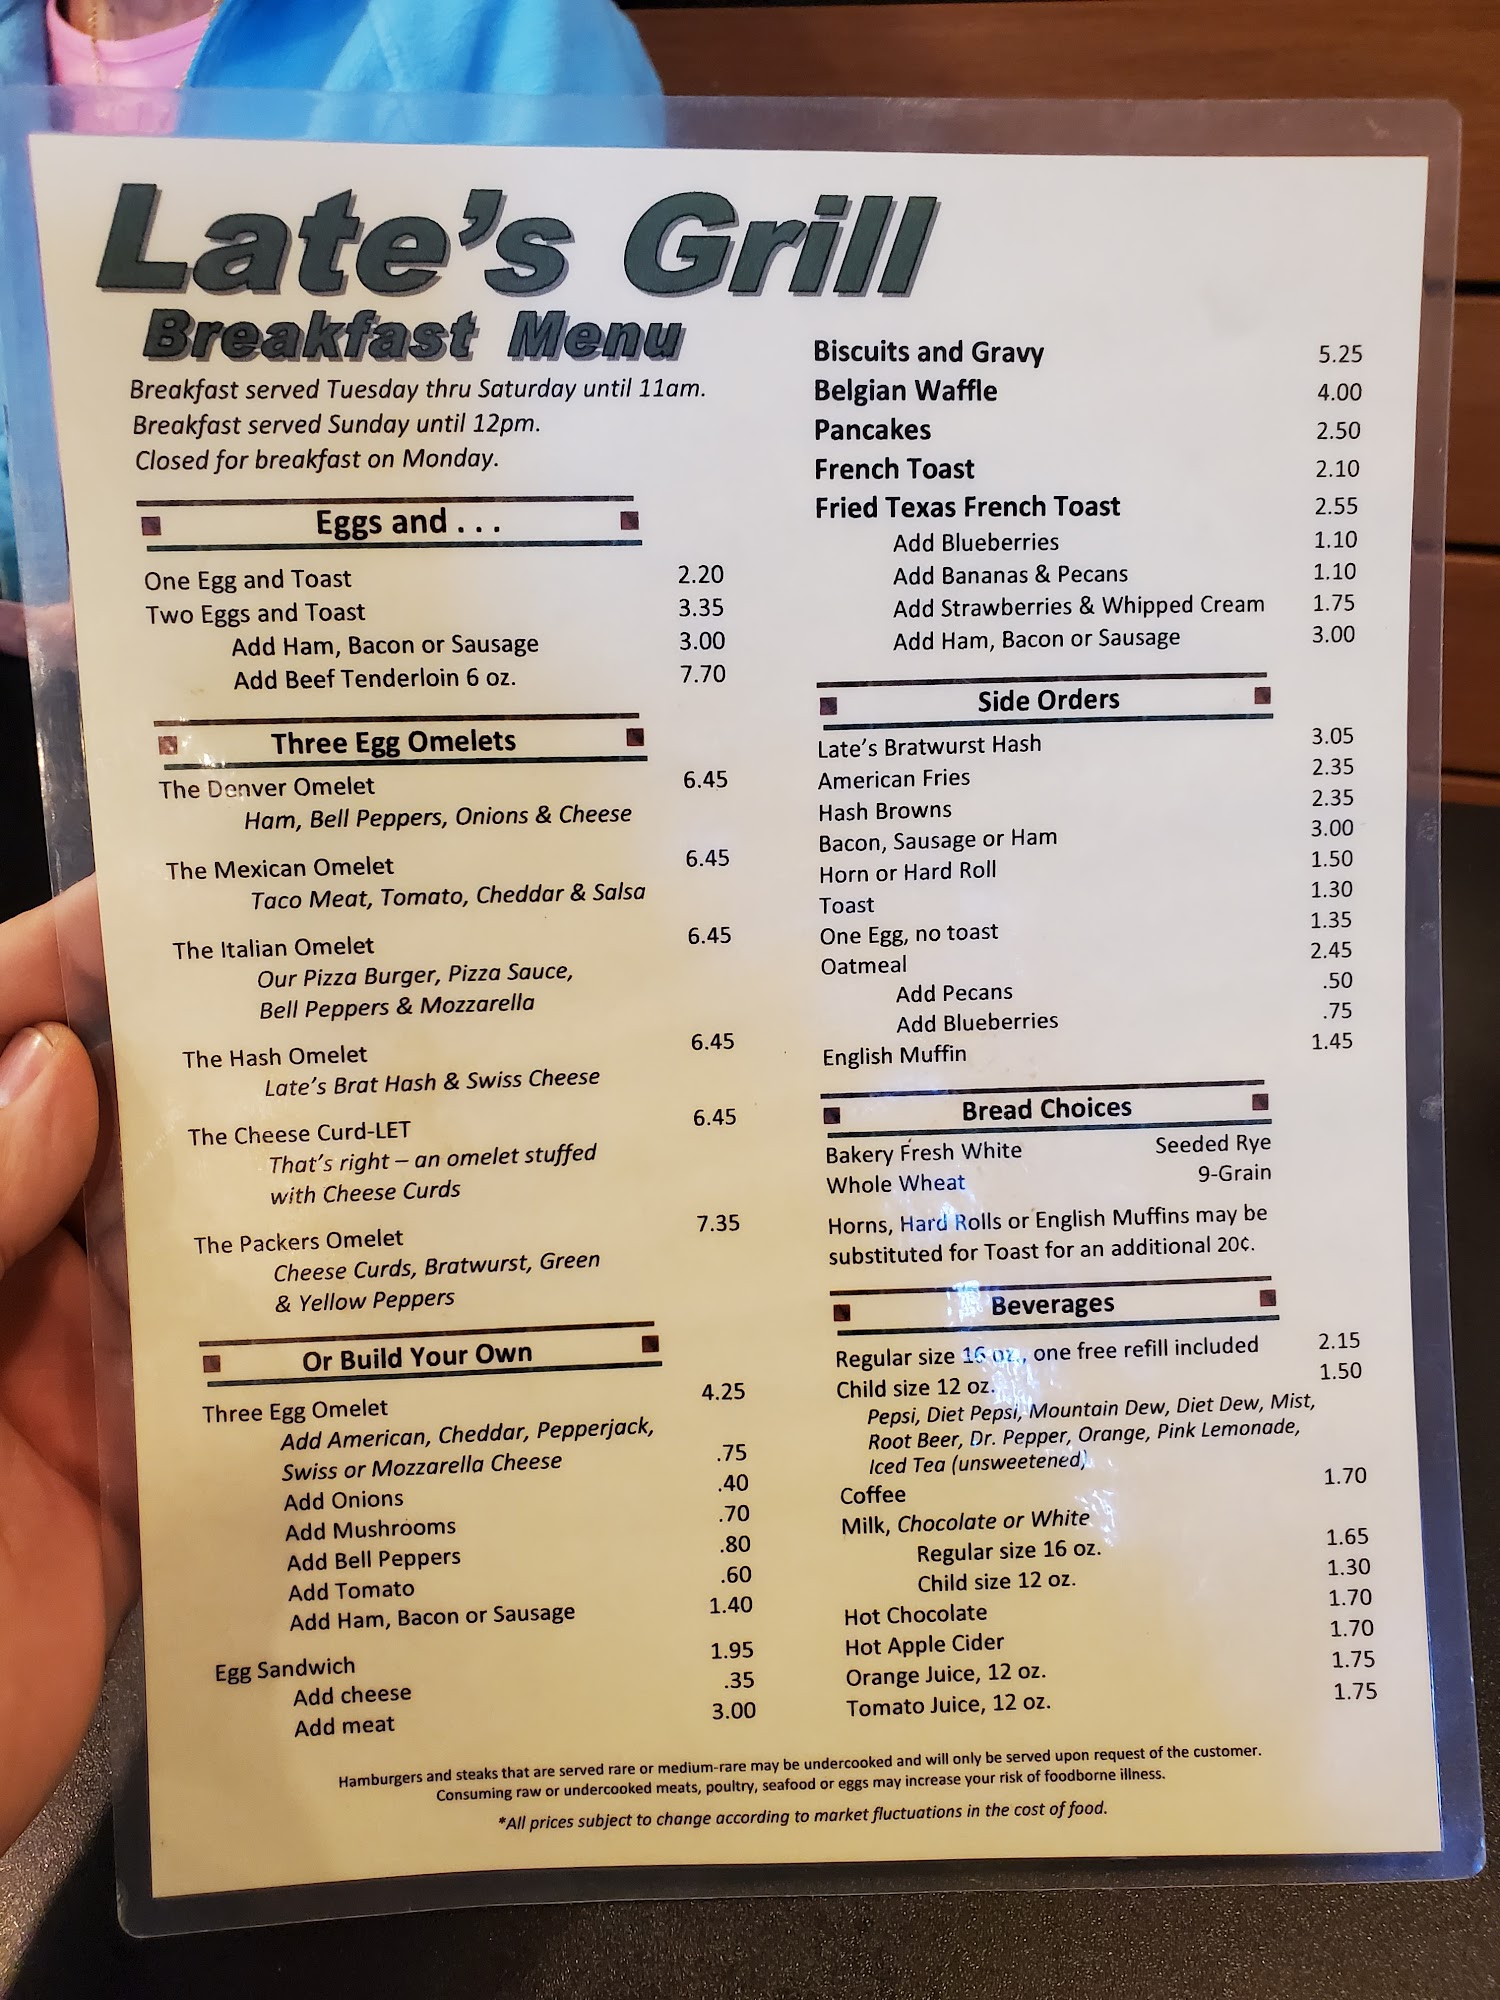 Late's Grill
Breakfast Menu
Breakfast served Tuesday thru Saturday until 11am.
Breakfast served Sunday until 12pm.
Closed for breakfast on Monday.
Eggs and . . .
One Egg and Toast 2.20
Two Eggs and Toast 3.35
Add Ham, Bacon or Sausage 3.00
Add Beef Tenderloin 6 oz. 7.70
Three Egg Omelets
The Denver Omelet 6.45
Ham, Bell Peppers, Onions & Cheese
The Mexican Omelet 6.45
Taco Meat, Tomato, Cheddar & Salsa
The Italian Omelet 6.45
Our Pizza Burger, Pizza Sauce,
Bell Peppers & Mozzarella
The Hash Omelet 6.45
Late's Brat Hash & Swiss Cheese
The Cheese Curd-LET 6.45
That's right – an omelet stuffed
with Cheese Curds
The Packers Omelet 7.35
Cheese Curds, Bratwurst, Green
& Yellow Peppers
Or Build Your Own
Three Egg Omelet 4.25
Add American, Cheddar, Pepperjack,
Swiss or Mozzarella Cheese .75
Add Onions .40
Add Mushrooms .70
Add Bell Peppers .80
Add Tomato .60
Add Ham, Bacon or Sausage 1.40
Egg Sandwich 1.95
Add cheese .35
Add meat 3.00
Biscuits and Gravy 5.25
Belgian Waffle 4.00
Pancakes 2.50
French Toast 2.10
Fried Texas French Toast 2.55
Add Blueberries 1.10
Add Bananas & Pecans 1.10
Add Strawberries & Whipped Cream 1.75
Add Ham, Bacon or Sausage 3.00
Side Orders
Late's Bratwurst Hash 3.05
American Fries 2.35
Hash Browns 2.35
Bacon, Sausage or Ham 3.00
Horn or Hard Roll 1.50
Toast 1.30
One Egg, no toast 1.35
Oatmeal 2.45
Add Pecans .50
Add Blueberries .75
English Muffin 1.45
Bread Choices
Bakery Fresh White Seeded Rye
Whole Wheat 9-Grain
Horns, Hard Rolls or English Muffins may be
substituted for Toast for an additional 20¢.
Beverages
Regular size 16 oz., one free refill included 2.15
Child size 12 oz. 1.50
Pepsi, Diet Pepsi, Mountain Dew, Diet Dew, Mist,
Root Beer, Dr. Pepper, Orange, Pink Lemonade,
Iced Tea (unsweetened)
Coffee 1.70
Milk, Chocolate or White
Regular size 16 oz. 1.65
Child size 12 oz. 1.30
Hot Chocolate 1.70
Hot Apple Cider 1.70
Orange Juice, 12 oz. 1.75
Tomato Juice, 12 oz. 1.75
Hamburgers and steaks that are served rare or medium-rare may be undercooked and will only be served upon request of the customer.
Consuming raw or undercooked meats, poultry, seafood or eggs may increase your risk of foodborne illness.
*All prices subject to change according to market fluctuations in the cost of food.